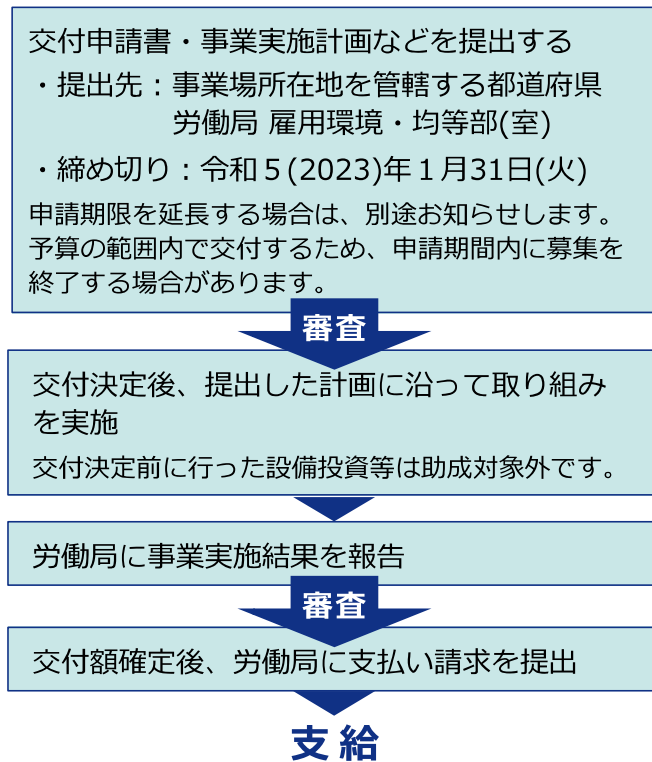 交付申請書・事業実施計画などを提出する
・提出先：事業場所在地を管轄する都道府県
労働局 雇用環境・均等部(室)
・締め切り：令和５(2023)年１月31日(火)
申請期限を延長する場合は、別途お知らせします。
予算の範囲内で交付するため、申請期間内に募集を
終了する場合があります。
審査
交付決定後、提出した計画に沿って取り組み
を実施
交付決定前に行った設備投資等は助成対象外です。
労働局に事業実施結果を報告
審査
交付額確定後、労働局に支払い請求を提出
支給